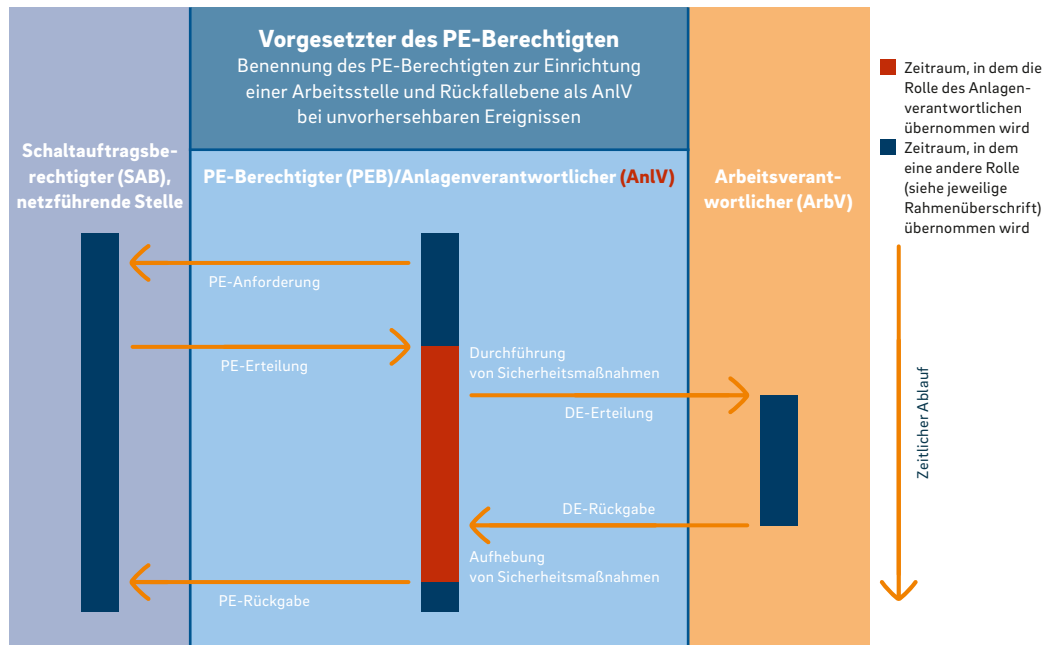 Vorgesetzter des PE-Berechtigten
Benennung des PE-Berechtigten zur Einrichtung
einer Arbeitsstelle und Rückfallebene als AnlV
bei unvorhersehbaren Ereignissen
Schaltauftragsbe-
rechtigter (SAB),
netzführende Stelle
PE-Berechtigter (PEB)/Anlagenverantwortlicher (AnlV)
Arbeitsverant-
wortlicher (ArbV)
Zeitraum, in dem die
Rolle des Anlagen-
verantwortlichen
übernommen wird
Zeitraum, in dem
eine andere Rolle
(siehe jeweilige
Rahmenüberschrift)
übernommen wird
PE-Anforderung
PE-Erteilung
Durchführung
von Sicherheitsmaßnahmen
DE-Erteilung
DE-Rückgabe
Aufhebung
von Sicherheitsmaßnahmen
PE-Rückgabe
Zeitlicher Ablauf